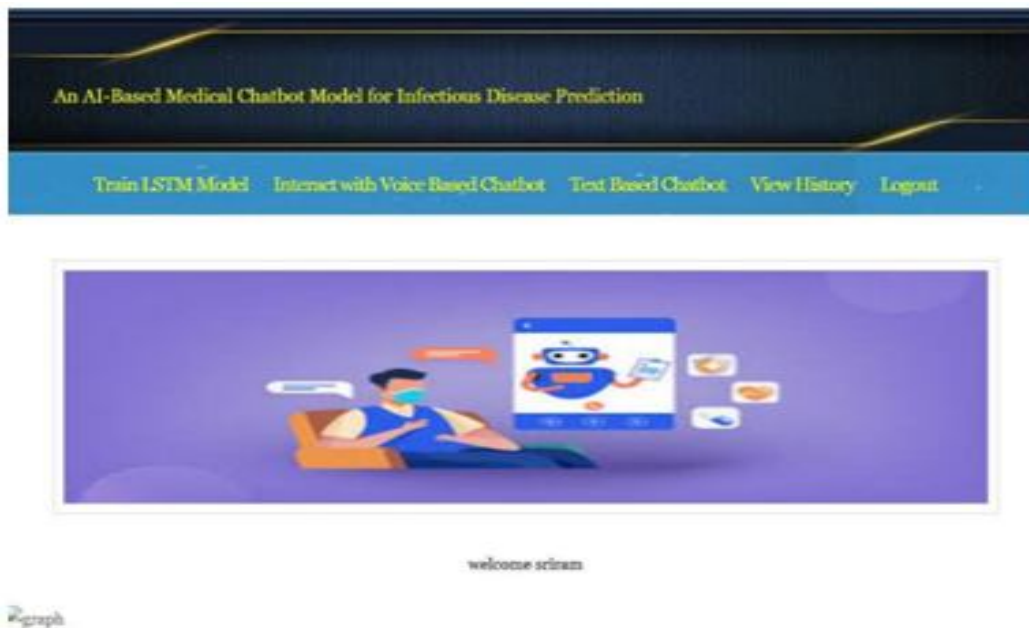 An AI-Based Medical Chatbot Model for Infectious Disease Prediction
Train LSTM Model Interact with Voice Based Chatbot Text Based Chatbot View History Logout
welcome sriram
graph